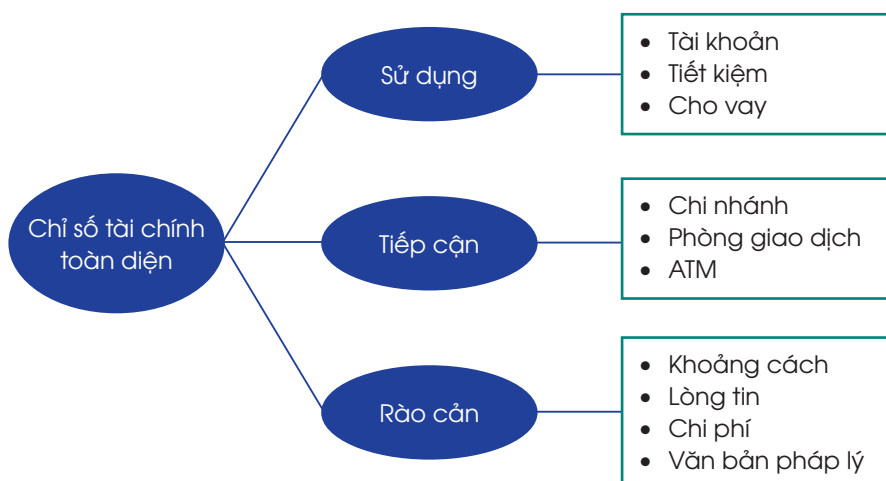 Chỉ số tài chính
toàn diện
Sử dụng
• Tài khoản
• Tiết kiệm
• Cho vay
Tiếp cận
• Chi nhánh
• Phòng giao dịch
• ATM
Rào cản
• Khoảng cách
• Lòng tin
• Chi phí
• Văn bản pháp lý